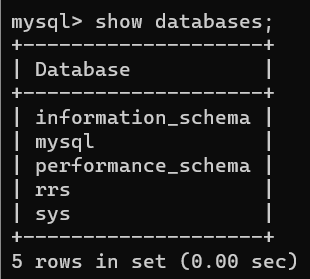 mysql> show databases;
+--------------------+
| Database           |
+--------------------+
| information_schema |
| mysql              |
| performance_schema |
| rrs                |
| sys                |
+--------------------+
5 rows in set (0.00 sec)